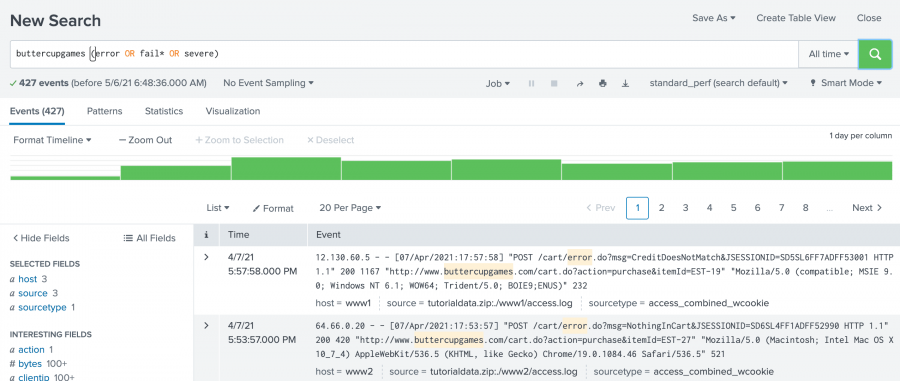 New Search
Save As ▾ Create Table View Close
buttercupgames (error OR fail* OR severe)
All time ▾
✓ 427 events (before 5/6/21 6:48:36.000 AM) No Event Sampling ▾ Job ▾ standard_perf (search default) ▾ Smart Mode ▾
Events (427) Patterns Statistics Visualization
Format Timeline ▾ — Zoom Out + Zoom to Selection × Deselect 1 day per column
List ▾ Format 20 Per Page ▾ < Prev 1 2 3 4 5 6 7 8 ... Next >
< Hide Fields All Fields i Time Event
SELECTED FIELDS
a host 3
a source 3
a sourcetype 1
INTERESTING FIELDS
a action 1
# bytes 100+
a clientip 100+
> 4/7/21
5:57:58.000 PM
12.130.60.5 - - [07/Apr/2021:17:57:58] "POST /cart/error.do?msg=CreditDoesNotMatch&JSESSIONID=SD5SL6FF7ADFF53001 HTTP
1.1" 200 1167 "http://www.buttercupgames.com/cart.do?action=purchase&itemId=EST-19" "Mozilla/5.0 (compatible; MSIE 9.
0; Windows NT 6.1; WOW64; Trident/5.0; BOIE9;ENUS)" 232
host = www1 source = tutorialdata.zip:/www1/access.log sourcetype = access_combined_wcookie
> 4/7/21
5:53:57.000 PM
64.66.0.20 - - [07/Apr/2021:17:53:57] "POST /cart/error.do?msg=NothingInCart&JSESSIONID=SD6SL4FF1ADFF52990 HTTP 1.1"
200 420 "http://www.buttercupgames.com/cart.do?action=purchase&itemId=EST-27" "Mozilla/5.0 (Macintosh; Intel Mac OS X
10_7_4) AppleWebKit/536.5 (KHTML, like Gecko) Chrome/19.0.1084.46 Safari/536.5" 521
host = www2 source = tutorialdata.zip:/www2/access.log sourcetype = access_combined_wcookie